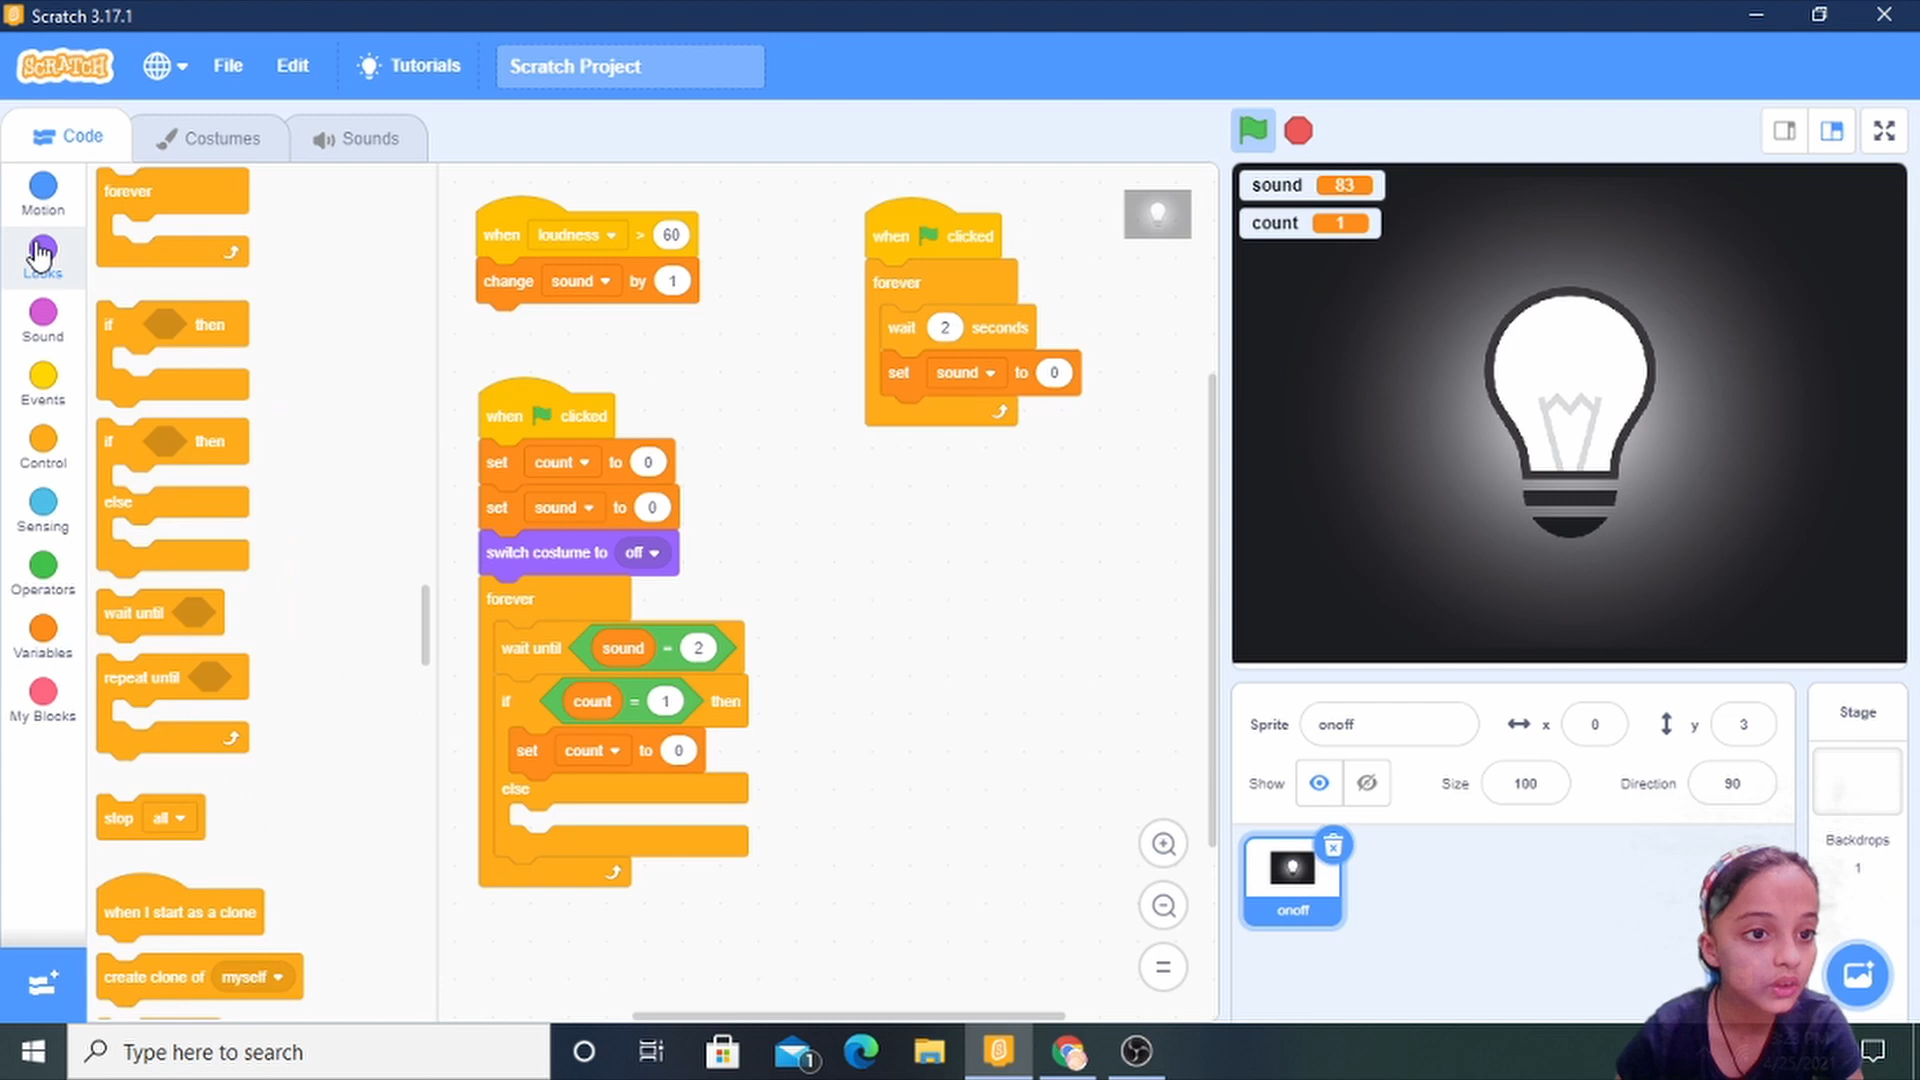 Scratch 3.17.1
SCRATCH
File
Edit
Tutorials
Scratch Project
Code
Costumes
Sounds
Motion
Looks
Sound
Events
Control
Sensing
Operators
Variables
My Blocks
forever
if then
if then
else
wait until
repeat until
stop all
when I start as a clone
create clone of myself
when loudness > 60
change sound by 1
when clicked
set count to 0
set sound to 0
switch costume to off
forever
wait until sound = 2
if count = 1 then
set count to 0
else
when clicked
forever
wait 2 seconds
set sound to 0
sound 83
count 1
Sprite onoff x 0 y 3
Show Size 100 Direction 90
onoff
Stage
Backdrops
1
Type here to search
1
4/25/2021